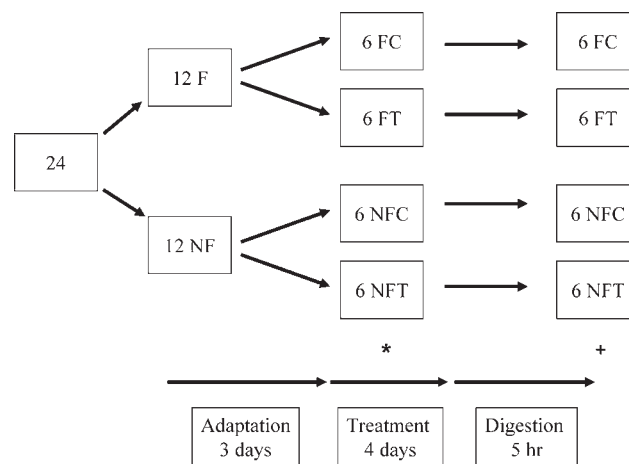 6 FC
6 FC
12 F
6 FT
6 FT
24
6 NFC
6 NFC
12 NF
6 NFT
6 NFT
*
+
Adaptation
3 days
Treatment
4 days
Digestion
5 hr